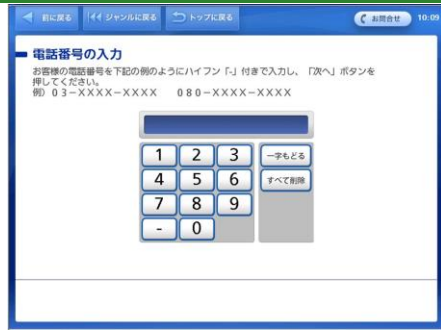 前に戻る ジャンルに戻る トップに戻る お問合せ 10:09
電話番号の入力
お客様の電話番号を下記の例のようにハイフン「-」付きで入力し、「次へ」ボタンを
押してください。
例）０３－ＸＸＸＸ－ＸＸＸＸ　０８０－ＸＸＸＸ－ＸＸＸＸ
1 2 3 一字もどる
4 5 6 すべて削除
7 8 9
- 0